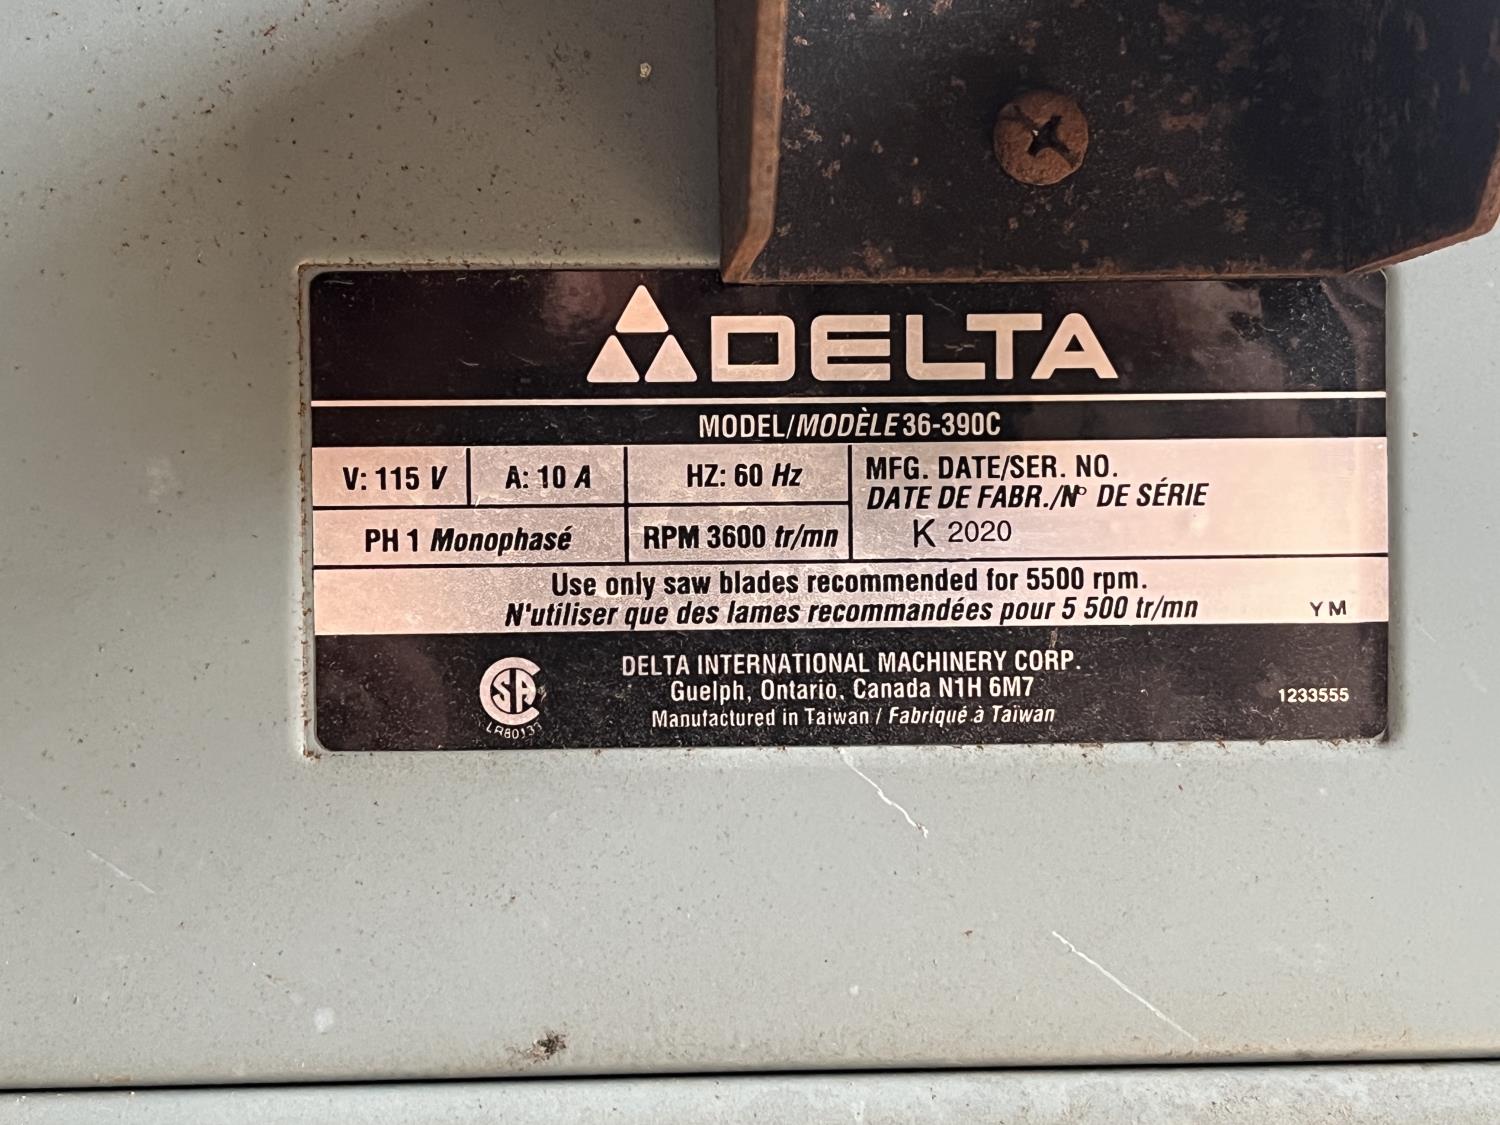 DELTA
MODEL/MODÈLE 36-390C
V: 115 V
A: 10 A
HZ: 60 Hz
MFG. DATE/SER. NO.
DATE DE FABR./Nº DE SÉRIE
K 2020
PH 1 Monophasé
RPM 3600 tr/mn
Use only saw blades recommended for 5500 rpm.
N'utiliser que des lames recommandées pour 5 500 tr/mn
YM
DELTA INTERNATIONAL MACHINERY CORP.
Guelph, Ontario, Canada N1H 6M7
Manufactured in Taiwan / Fabriqué à Taiwan
SA
1233555